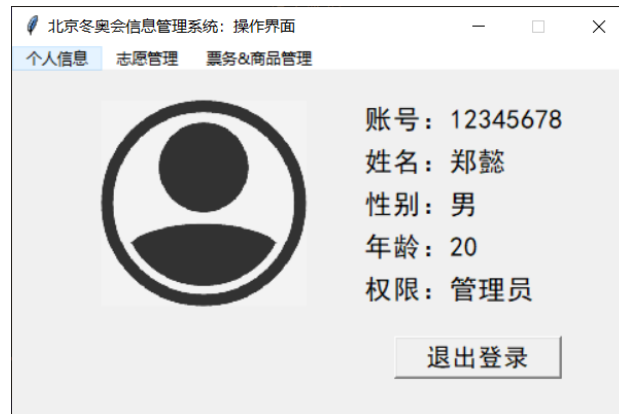 北京冬奥会信息管理系统：操作界面
个人信息 志愿管理 票务&商品管理
账号：12345678
姓名：郑懿
性别：男
年龄：20
权限：管理员
退出登录